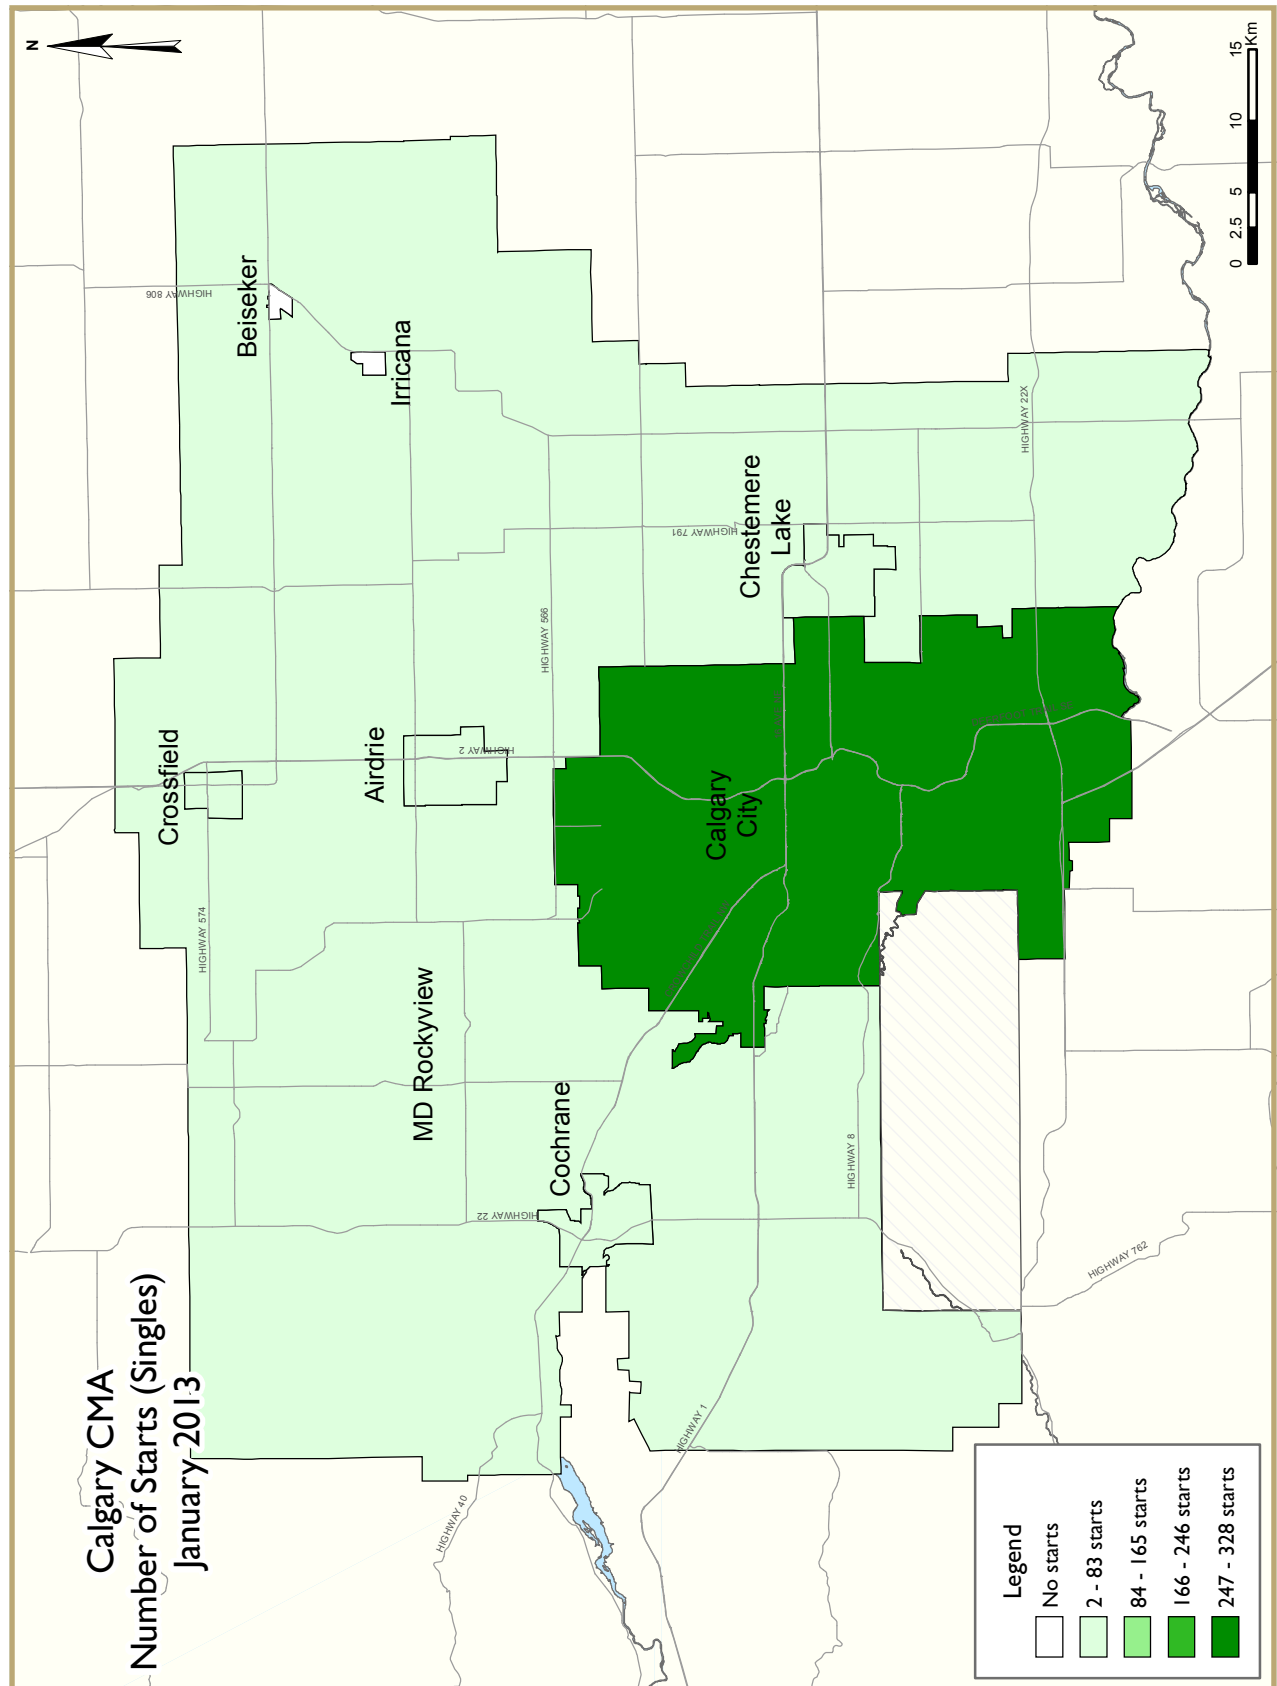 Calgary CMA
Number of Starts (Singles)
January 2013
N
Crossfield
Beiseker
Irricana
Airdrie
MD Rockyview
Cochrane
Calgary
City
Chestemere
Lake
HIGHWAY 574
HIGHWAY 806
HIGHWAY 2
HIGHWAY 566
HIGHWAY 22
HIGHWAY 40
HIGHWAY 791
HIGHWAY 1
HIGHWAY 8
HIGHWAY 22X
HIGHWAY 762
Legend
No starts
2 - 83 starts
84 - 165 starts
166 - 246 starts
247 - 328 starts
0 2.5 5 10 15
Km